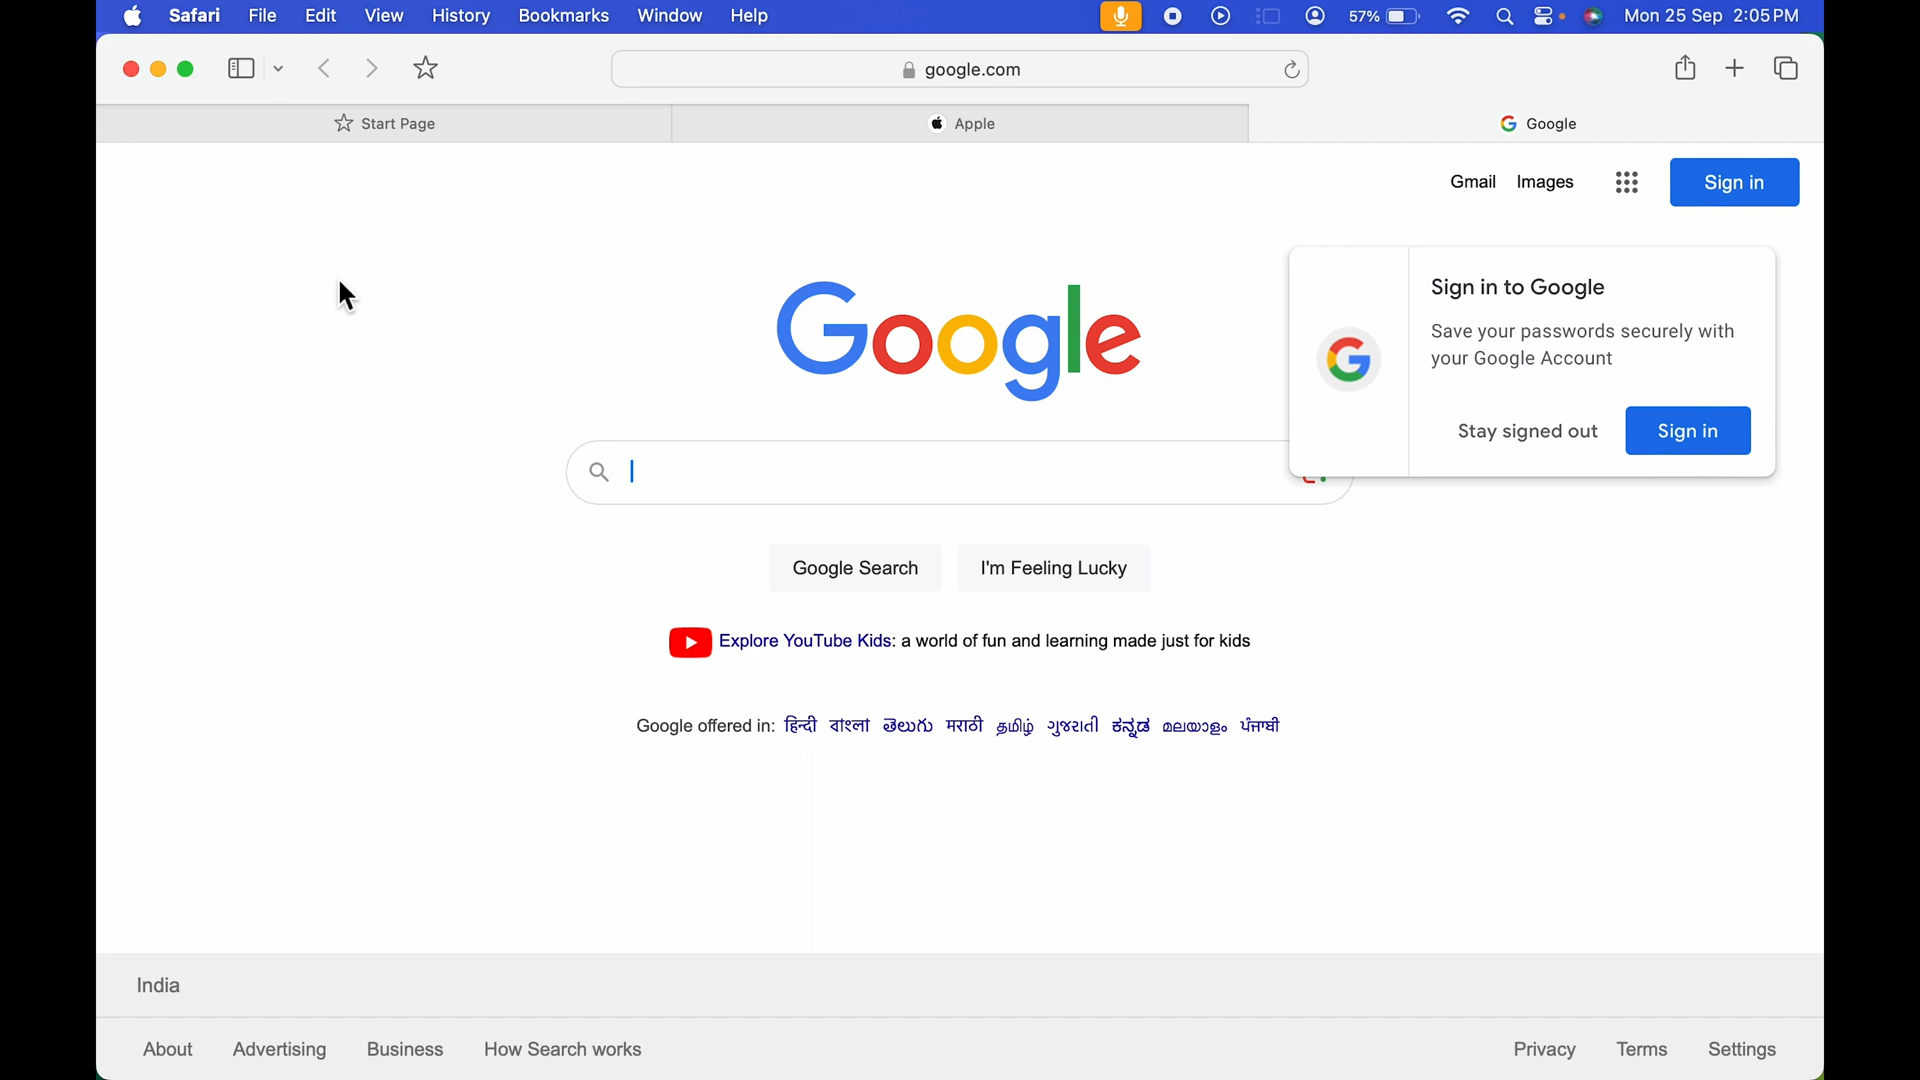 Safari File Edit View History Bookmarks Window Help 57% Mon 25 Sep 2:05 PM
google.com
Start Page Apple Google
Gmail Images Sign in
Sign in to Google
Save your passwords securely with
your Google Account
Stay signed out Sign in
Google
Google Search I'm Feeling Lucky
Explore YouTube Kids: a world of fun and learning made just for kids
Google offered in: हिन्दी বাংলা తెలుగు मराठी தமிழ் ગુજરાતી ಕನ್ನಡ മലയാളം ਪੰਜਾਬੀ
India
About Advertising Business How Search works Privacy Terms Settings